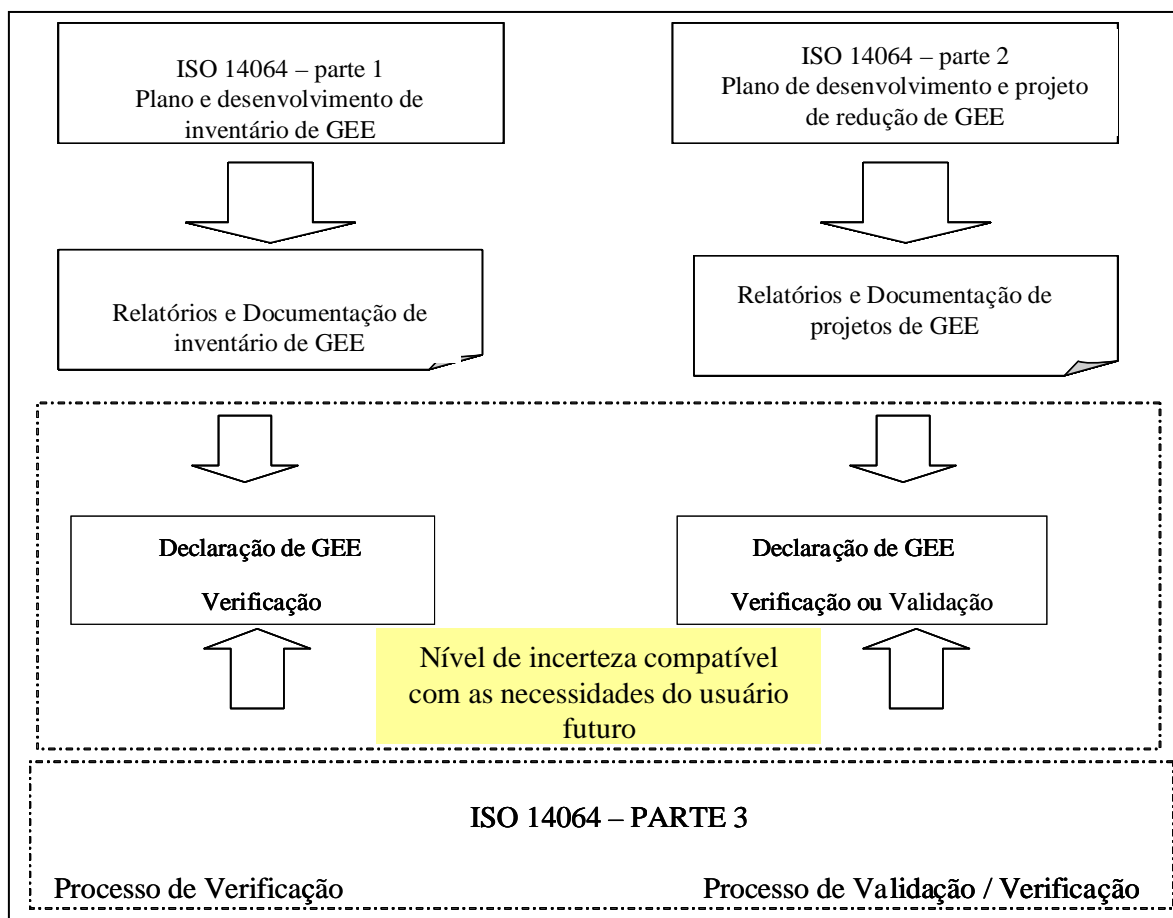 ISO 14064 – parte 1
Plano e desenvolvimento de
inventário de GEE
ISO 14064 – parte 2
Plano de desenvolvimento e projeto
de redução de GEE
Relatórios e Documentação de
inventário de GEE
Relatórios e Documentação de
projetos de GEE
Declaração de GEE
Verificação
Declaração de GEE
Verificação ou Validação
Nível de incerteza compatível
com as necessidades do usuário
futuro
ISO 14064 – PARTE 3
Processo de Verificação
Processo de Validação / Verificação